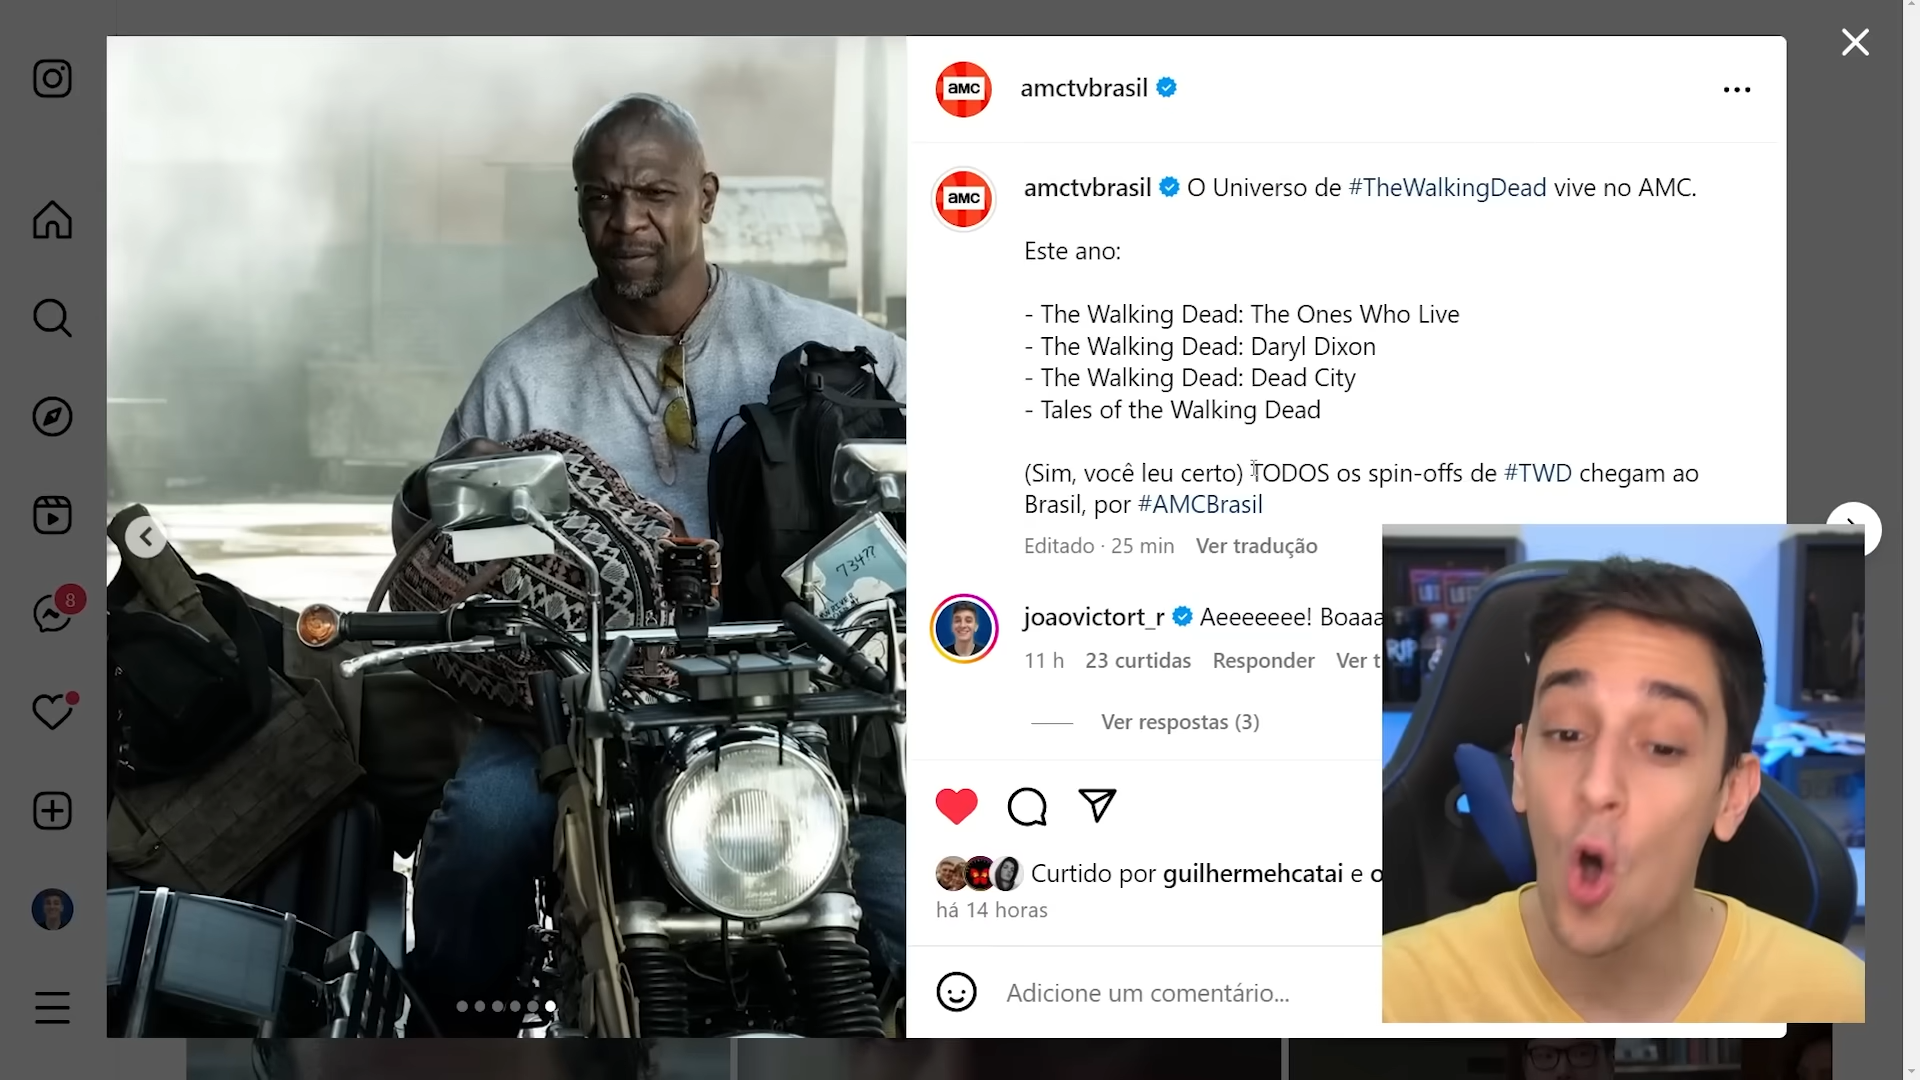 amc
amctvbrasil
amc
amctvbrasil O Universo de #TheWalkingDead vive no AMC.
Este ano:
- The Walking Dead: The Ones Who Live
- The Walking Dead: Daryl Dixon
- The Walking Dead: Dead City
- Tales of the Walking Dead
(Sim, você leu certo) TODOS os spin-offs de #TWD chegam ao
Brasil, por #AMCBrasil
Editado · 25 min Ver tradução
joaovictort_r Aeeeeeee! Boaaa
11 h 23 curtidas Responder Ver t
Ver respostas (3)
Curtido por guilhermehcatai e o
há 14 horas
Adicione um comentário...
8
73477
RIP